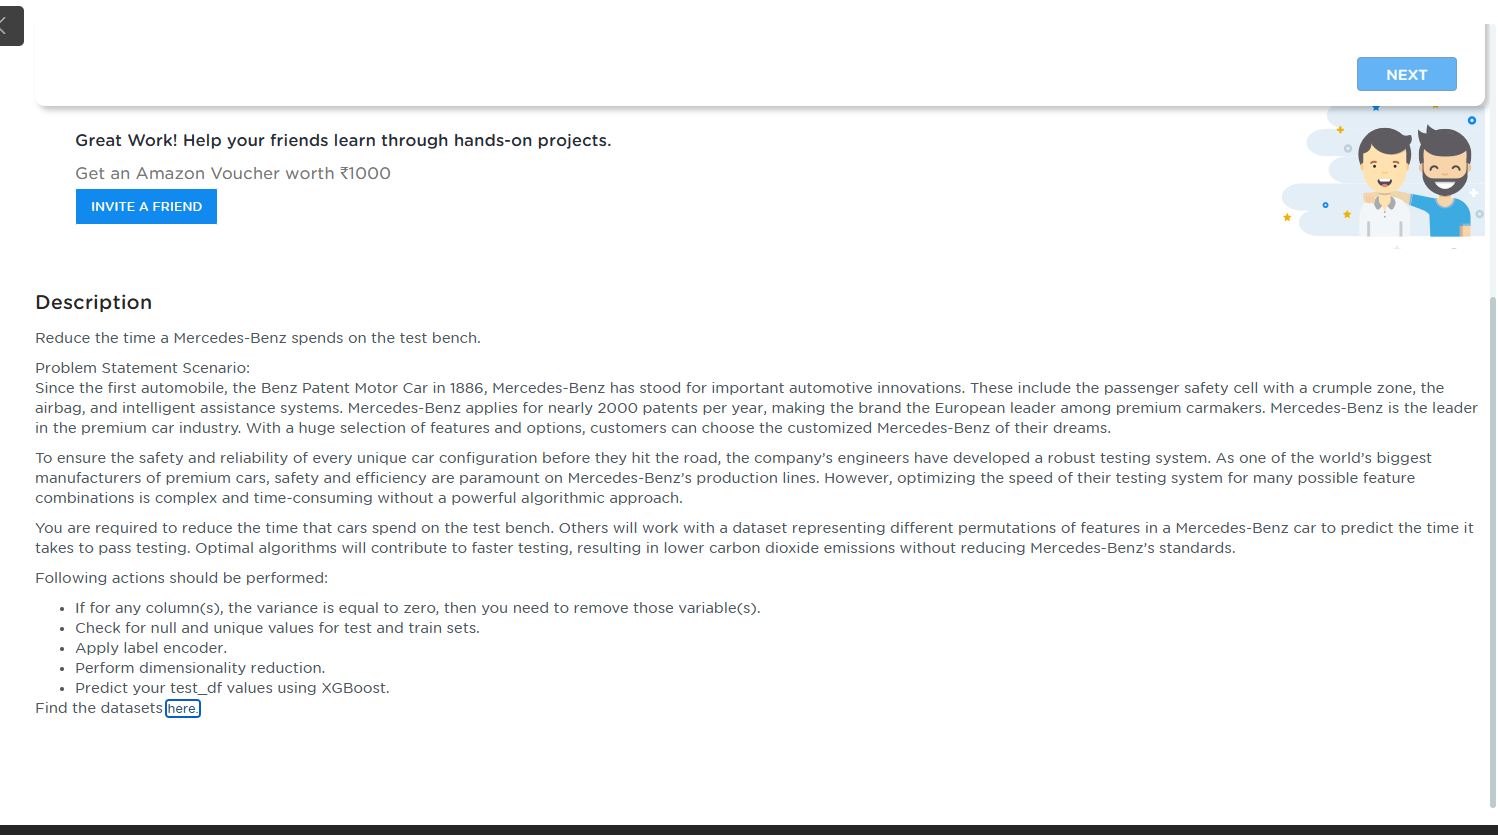 NEXT
Great Work! Help your friends learn through hands-on projects.
Get an Amazon Voucher worth ₹1000
INVITE A FRIEND
Description
Reduce the time a Mercedes-Benz spends on the test bench.
Problem Statement Scenario:
Since the first automobile, the Benz Patent Motor Car in 1886, Mercedes-Benz has stood for important automotive innovations. These include the passenger safety cell with a crumple zone, the
airbag, and intelligent assistance systems. Mercedes-Benz applies for nearly 2000 patents per year, making the brand the European leader among premium carmakers. Mercedes-Benz is the leader
in the premium car industry. With a huge selection of features and options, customers can choose the customized Mercedes-Benz of their dreams.
To ensure the safety and reliability of every unique car configuration before they hit the road, the company’s engineers have developed a robust testing system. As one of the world’s biggest
manufacturers of premium cars, safety and efficiency are paramount on Mercedes-Benz’s production lines. However, optimizing the speed of their testing system for many possible feature
combinations is complex and time-consuming without a powerful algorithmic approach.
You are required to reduce the time that cars spend on the test bench. Others will work with a dataset representing different permutations of features in a Mercedes-Benz car to predict the time it
takes to pass testing. Optimal algorithms will contribute to faster testing, resulting in lower carbon dioxide emissions without reducing Mercedes-Benz’s standards.
Following actions should be performed:
• If for any column(s), the variance is equal to zero, then you need to remove those variable(s).
• Check for null and unique values for test and train sets.
• Apply label encoder.
• Perform dimensionality reduction.
• Predict your test_df values using XGBoost.
Find the datasets here.